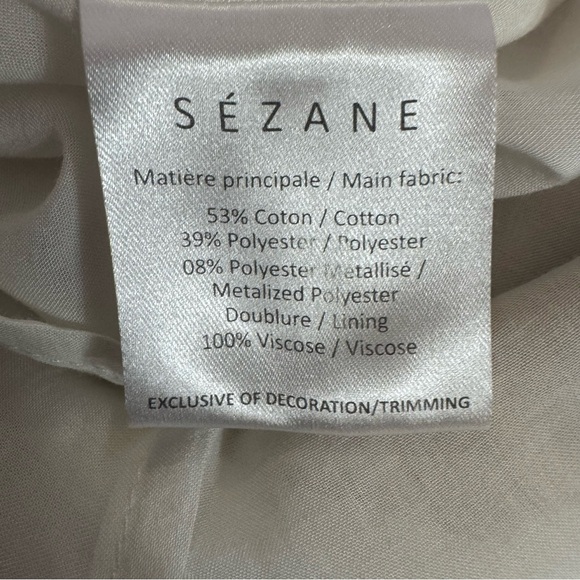 SÉZANE
Matière principale / Main fabric:
53% Coton / Cotton
39% Polyester / Polyester
08% Polyester Métallisé /
Metalized Polyester
Doublure / Lining
100% Viscose / Viscose
EXCLUSIVE OF DECORATION/TRIMMING